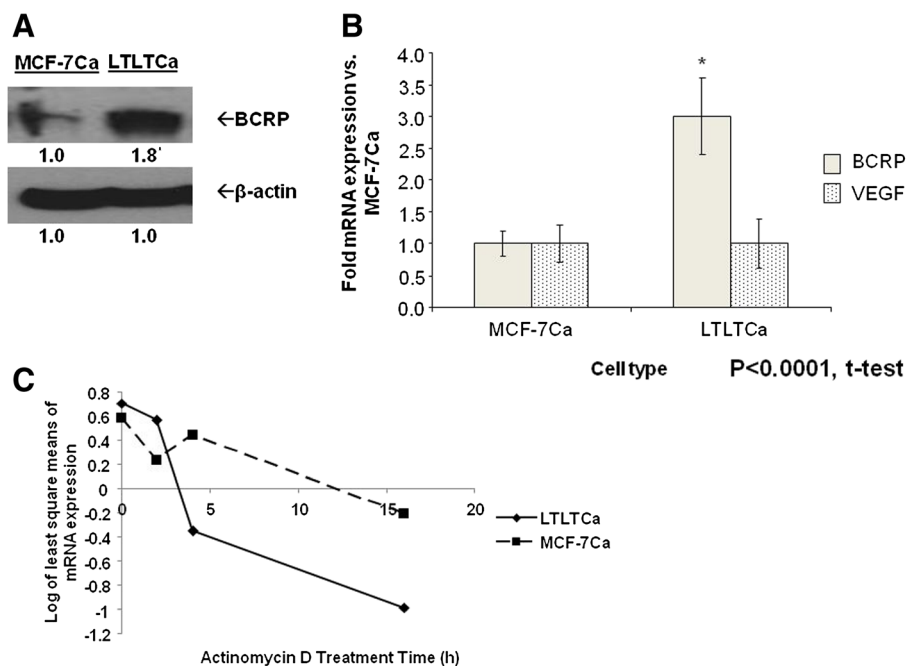 A
MCF-7Ca LTLTCa
←BCRP
1.0 1.8'
←β-actin
1.0 1.0
B
Fold mRNA expression vs.
MCF-7Ca
4.0
3.5
3.0
2.5
2.0
1.5
1.0
0.5
0.0
*
MCF-7Ca LTLTCa
BCRP
VEGF
Cell type P<0.0001, t-test
C
Log of least square means of
mRNA expression
0.8
0.6
0.4
0.2
0
-0.2
-0.4
-0.6
-0.8
-1
-1.2
0 5 10 15 20
LTLTCa
MCF-7Ca
Actinomycin D Treatment Time (h)